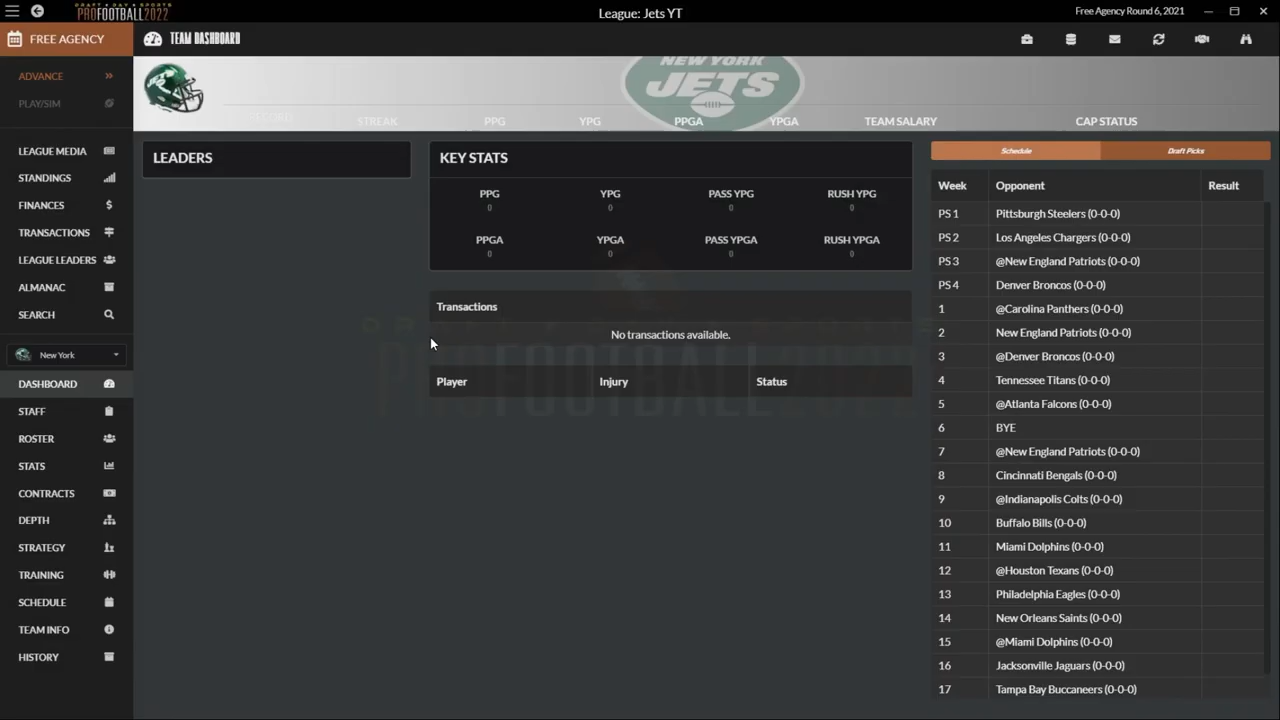 DRAFT DAY SPORTS
PROFOOTBALL2022
League: Jets YT
Free Agency Round 6, 2021
FREE AGENCY
TEAM DASHBOARD
ADVANCE
PLAY/SIM
LEAGUE MEDIA
STANDINGS
FINANCES
$
TRANSACTIONS
LEAGUE LEADERS
ALMANAC
SEARCH
New York
DASHBOARD
STAFF
ROSTER
STATS
CONTRACTS
DEPTH
STRATEGY
TRAINING
SCHEDULE
TEAM INFO
HISTORY
NEW YORK
JETS
RECORD STREAK PPG YPG PPGA YPGA TEAM SALARY CAP STATUS
LEADERS
KEY STATS
PPG YPG PASS YPG RUSH YPG
0 0 0 0
PPGA YPGA PASS YPGA RUSH YPGA
0 0 0 0
Transactions
No transactions available.
Player Injury Status
DRAFT DAY SPORTS
PROFOOTBALL2022
Schedule Draft Picks
Week Opponent Result
PS 1 Pittsburgh Steelers (0-0-0)
PS 2 Los Angeles Chargers (0-0-0)
PS 3 @New England Patriots (0-0-0)
PS 4 Denver Broncos (0-0-0)
1 @Carolina Panthers (0-0-0)
2 New England Patriots (0-0-0)
3 @Denver Broncos (0-0-0)
4 Tennessee Titans (0-0-0)
5 @Atlanta Falcons (0-0-0)
6 BYE
7 @New England Patriots (0-0-0)
8 Cincinnati Bengals (0-0-0)
9 @Indianapolis Colts (0-0-0)
10 Buffalo Bills (0-0-0)
11 Miami Dolphins (0-0-0)
12 @Houston Texans (0-0-0)
13 Philadelphia Eagles (0-0-0)
14 New Orleans Saints (0-0-0)
15 @Miami Dolphins (0-0-0)
16 Jacksonville Jaguars (0-0-0)
17 Tampa Bay Buccaneers (0-0-0)